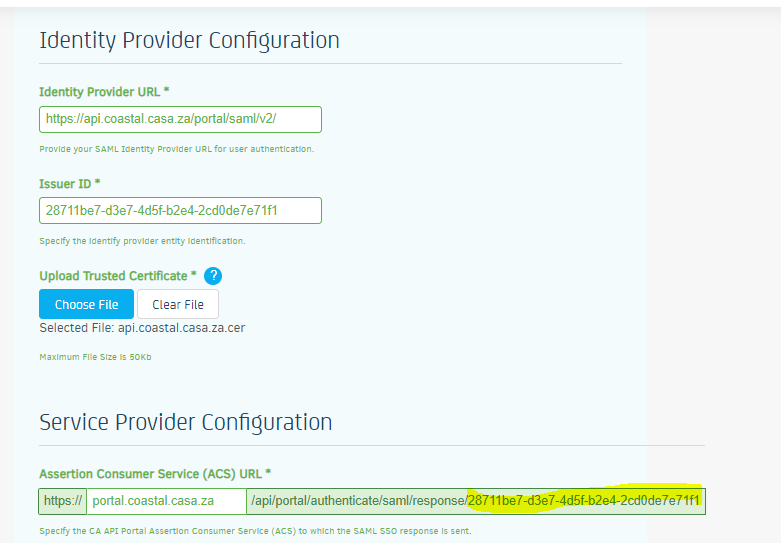 Identity Provider Configuration
Identity Provider URL *
https://api.coastal.casa.za/portal/saml/v2/
Provide your SAML Identity Provider URL for user authentication.
Issuer ID *
28711be7-d3e7-4d5f-b2e4-2cd0de7e71f1
Specify the identify provider entity identification.
Upload Trusted Certificate * ?
Choose File Clear File
Selected File: api.coastal.casa.za.cer
Maximum File Size is 50Kb
Service Provider Configuration
Assertion Consumer Service (ACS) URL *
https:// portal.coastal.casa.za /api/portal/authenticate/saml/response/28711be7-d3e7-4d5f-b2e4-2cd0de7e71f1
Specify the CA API Portal Assertion Consumer Service (ACS) to which the SAML SSO response is sent.